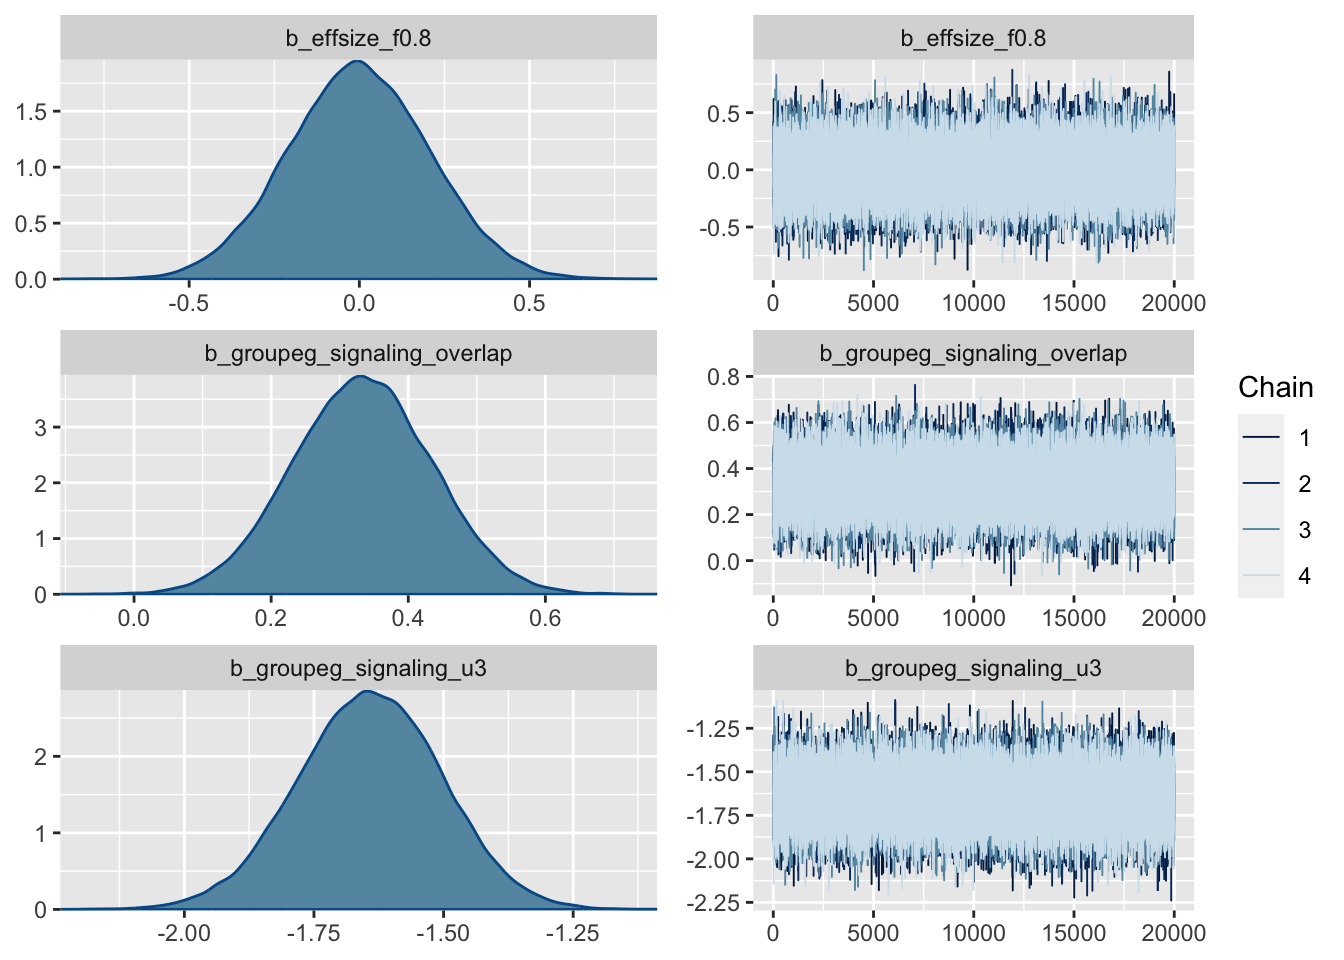 b_effsize_f0.8
1.5
1.0
0.5
0.0
-0.5 0.0 0.5
b_effsize_f0.8
0.5
0.0
-0.5
0 5000 10000 15000 20000
b_groupeg_signaling_overlap
3
2
1
0
0.0 0.2 0.4 0.6
b_groupeg_signaling_overlap
0.8
0.6
0.4
0.2
0.0
0 5000 10000 15000 20000
b_groupeg_signaling_u3
2
1
0
-2.00 -1.75 -1.50 -1.25
b_groupeg_signaling_u3
-1.25
-1.50
-1.75
-2.00
-2.25
0 5000 10000 15000 20000
Chain
1
2
3
4